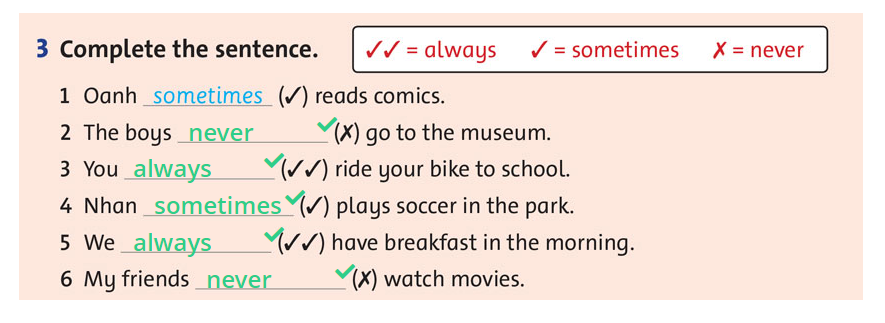 3 Complete the sentence.
✓✓ = always ✓ = sometimes ✗ = never
1 Oanh sometimes (✓) reads comics.
2 The boys never (✗) go to the museum.
3 You always (✓✓) ride your bike to school.
4 Nhan sometimes (✓) plays soccer in the park.
5 We always (✓✓) have breakfast in the morning.
6 My friends never (✗) watch movies.